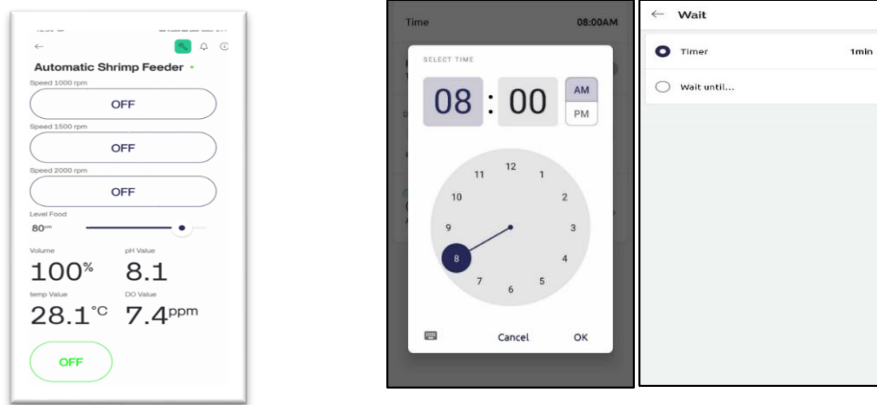 Automatic Shrimp Feeder
Speed 1000 rpm
OFF
Speed 1500 rpm
OFF
Speed 2000 rpm
OFF
Level Food
80cm
Volume
pH Value
100%
8.1
temp Value
DO Value
28.1°C
7.4ppm
OFF
Time
08:00AM
SELECT TIME
08:00
AM
PM
12
11
1
10
2
9
3
8
4
7
5
6
Cancel
OK
Wait
Timer
1min
Wait until...